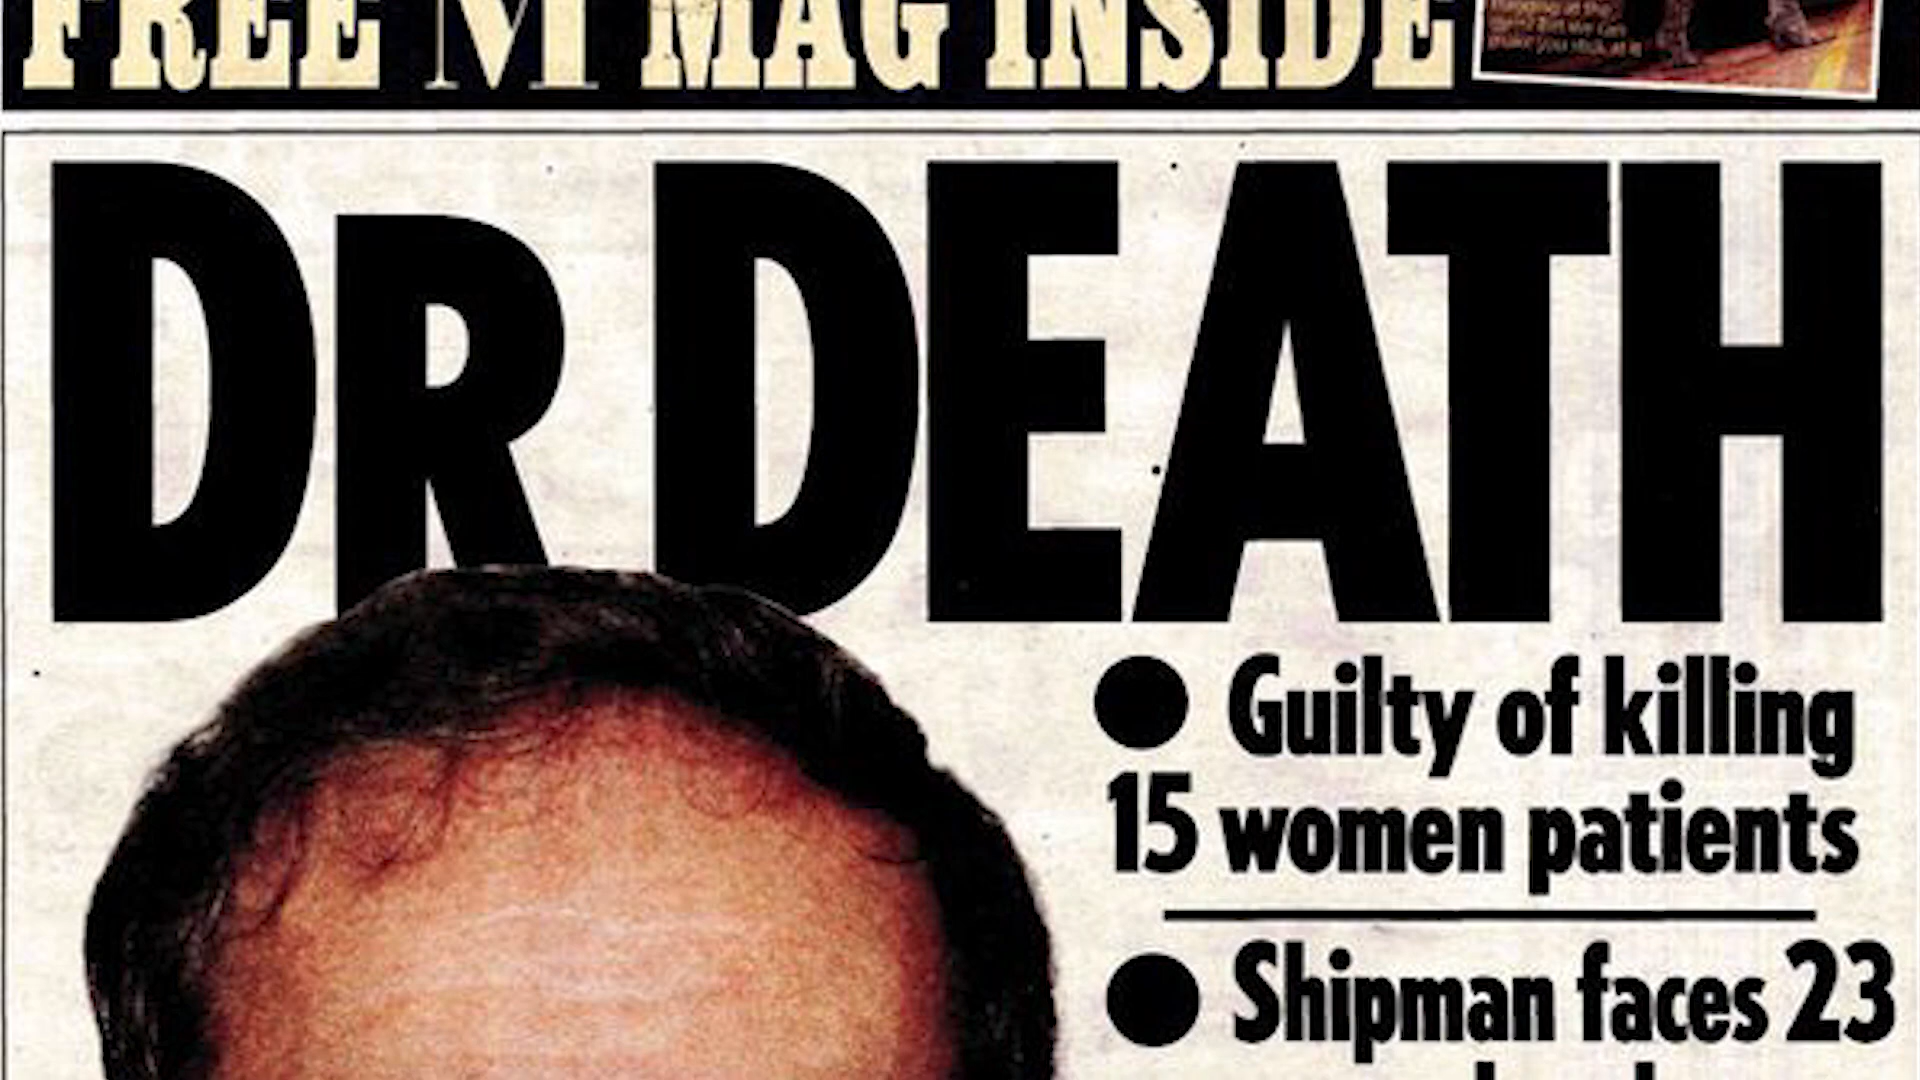 FREE M MAG INSIDE
DR DEATH
● Guilty of killing
15 women patients
● Shipman faces 23